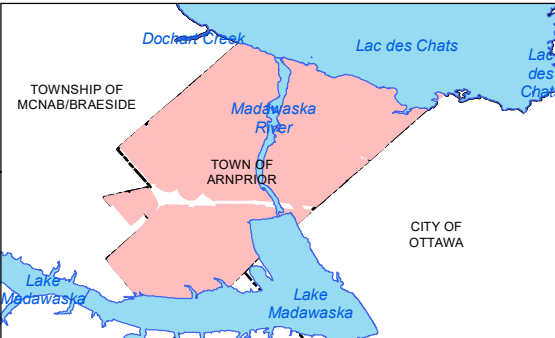 Dochart Creek
Lac des Chats
Lac
des
Chats
TOWNSHIP OF
MCNAB/BRAESIDE
Madawaska
River
TOWN OF
ARNPRIOR
CITY OF
OTTAWA
Lake
Madawaska
Lake
Madawaska